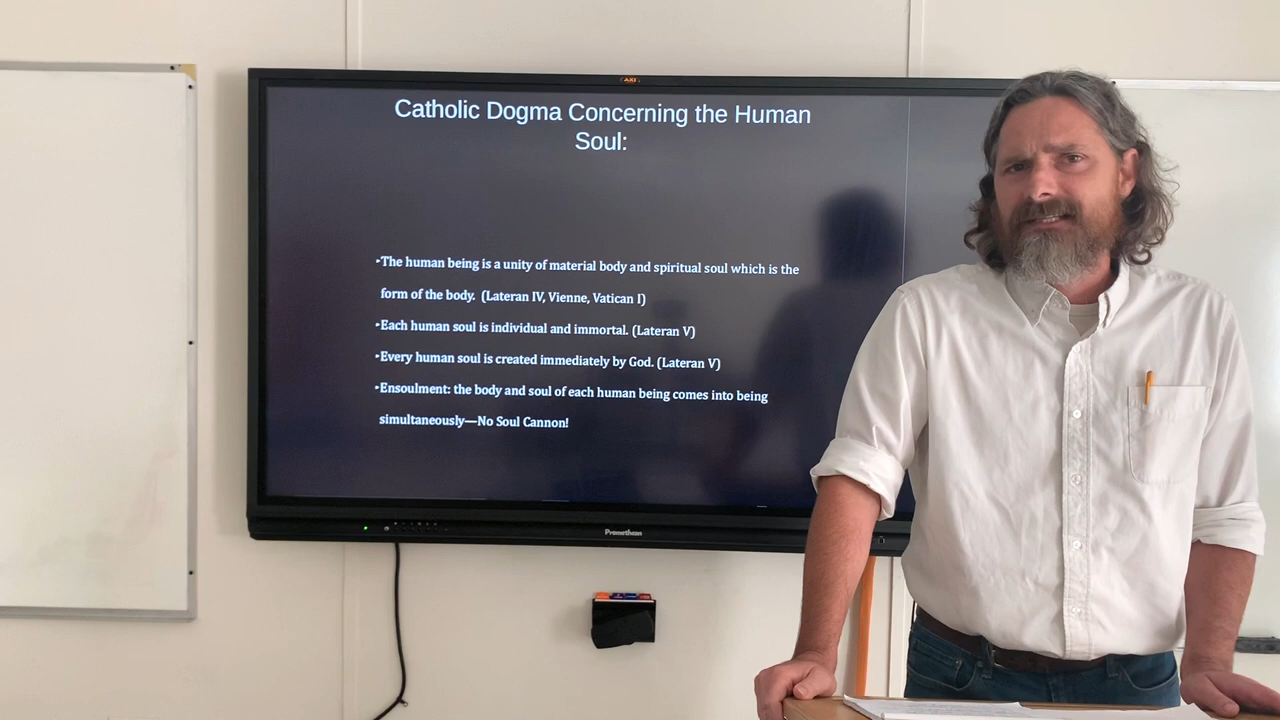 Catholic Dogma Concerning the Human
Soul:
•The human being is a unity of material body and spiritual soul which is the
form of the body.  (Lateran IV, Vienne, Vatican I)
•Each human soul is individual and immortal. (Lateran V)
•Every human soul is created immediately by God. (Lateran V)
•Ensoulment: the body and soul of each human being comes into being
simultaneously—No Soul Cannon!
Promethean